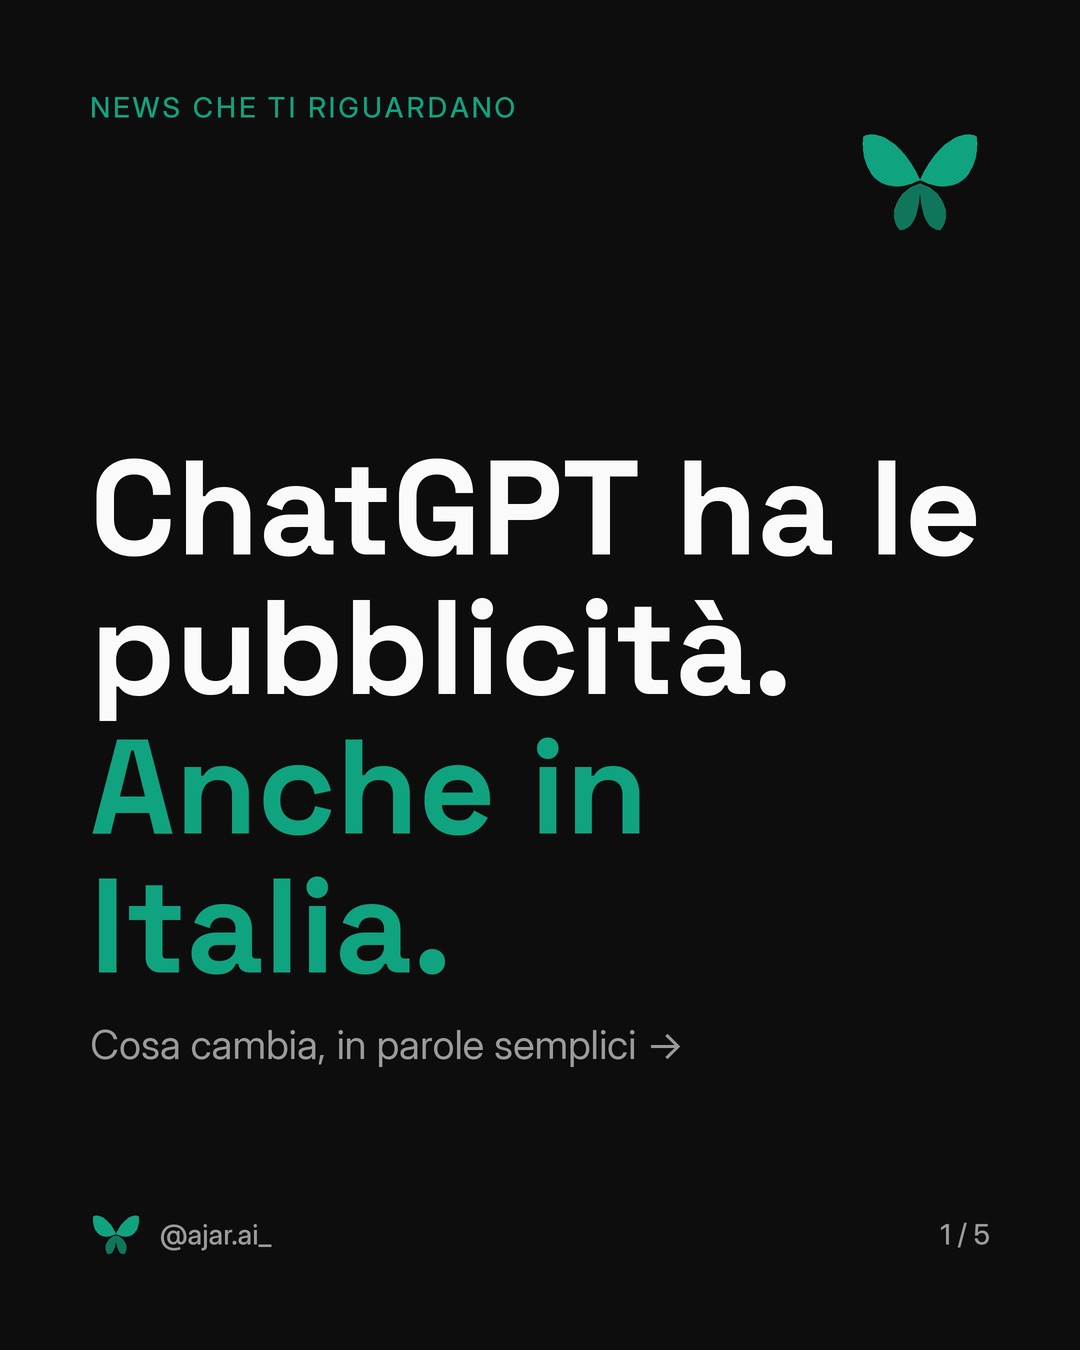 NEWS CHE TI RIGUARDANO
ChatGPT ha le
pubblicità.
Anche in
Italia.
Cosa cambia, in parole semplici →
@ajar.ai_
1 / 5